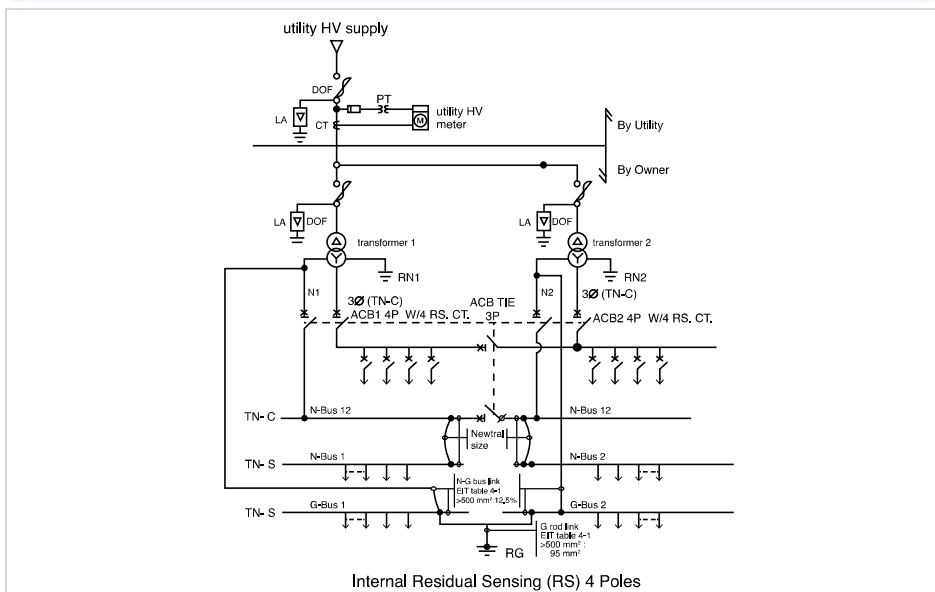 utility HV supply
DOF
LA
PT
CT
M
utility HV
meter
By Utility
By Owner
LA
DOF
LA
DOF
transformer 1
transformer 2
RN1
RN2
N1
N2
3Ø (TN-C)
3Ø (TN-C)
ACB TIE
3P
ACB1 4P W/4 RS. CT.
ACB2 4P W/4 RS. CT.
TN- C
N-Bus 12
N-Bus 12
Newtral
size
TN- S
N-Bus 1
N-Bus 2
N-G bus link
EIT table 4-1
>500 mm²:12.5%
TN- S
G-Bus 1
G-Bus 2
G rod link
EIT table 4-1
>500 mm² :
95 mm²
RG
Internal Residual Sensing (RS) 4 Poles